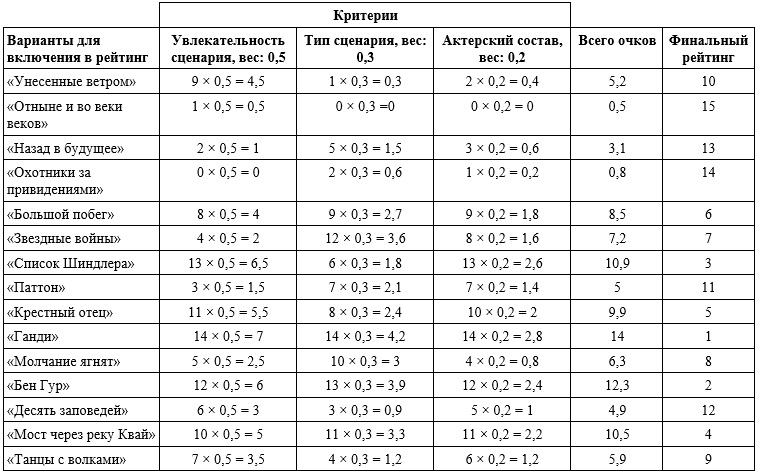 Критерии
Варианты для включения в рейтинг | Увлекательность сценария, вес: 0,5 | Тип сценария, вес: 0,3 | Актерский состав, вес: 0,2 | Всего очков | Финальный рейтинг
«Унесенные ветром» | 9 × 0,5 = 4,5 | 1 × 0,3 = 0,3 | 2 × 0,2 = 0,4 | 5,2 | 10
«Отныне и во веки веков» | 1 × 0,5 = 0,5 | 0 × 0,3 =0 | 0 × 0,2 = 0 | 0,5 | 15
«Назад в будущее» | 2 × 0,5 = 1 | 5 × 0,3 = 1,5 | 3 × 0,2 = 0,6 | 3,1 | 13
«Охотники за привидениями» | 0 × 0,5 = 0 | 2 × 0,3 = 0,6 | 1 × 0,2 = 0,2 | 0,8 | 14
«Большой побег» | 8 × 0,5 = 4 | 9 × 0,3 = 2,7 | 9 × 0,2 = 1,8 | 8,5 | 6
«Звездные войны» | 4 × 0,5 = 2 | 12 × 0,3 = 3,6 | 8 × 0,2 = 1,6 | 7,2 | 7
«Список Шиндлера» | 13 × 0,5 = 6,5 | 6 × 0,3 = 1,8 | 13 × 0,2 = 2,6 | 10,9 | 3
«Паттон» | 3 × 0,5 = 1,5 | 7 × 0,3 = 2,1 | 7 × 0,2 = 1,4 | 5 | 11
«Крестный отец» | 11 × 0,5 = 5,5 | 8 × 0,3 = 2,4 | 10 × 0,2 = 2 | 9,9 | 5
«Ганди» | 14 × 0,5 = 7 | 14 × 0,3 = 4,2 | 14 × 0,2 = 2,8 | 14 | 1
«Молчание ягнят» | 5 × 0,5 = 2,5 | 10 × 0,3 = 3 | 4 × 0,2 = 0,8 | 6,3 | 8
«Бен Гур» | 12 × 0,5 = 6 | 13 × 0,3 = 3,9 | 12 × 0,2 = 2,4 | 12,3 | 2
«Десять заповедей» | 6 × 0,5 = 3 | 3 × 0,3 = 0,9 | 5 × 0,2 = 1 | 4,9 | 12
«Мост через реку Квай» | 10 × 0,5 = 5 | 11 × 0,3 = 3,3 | 11 × 0,2 = 2,2 | 10,5 | 4
«Танцы с волками» | 7 × 0,5 = 3,5 | 4 × 0,3 = 1,2 | 6 × 0,2 = 1,2 | 5,9 | 9